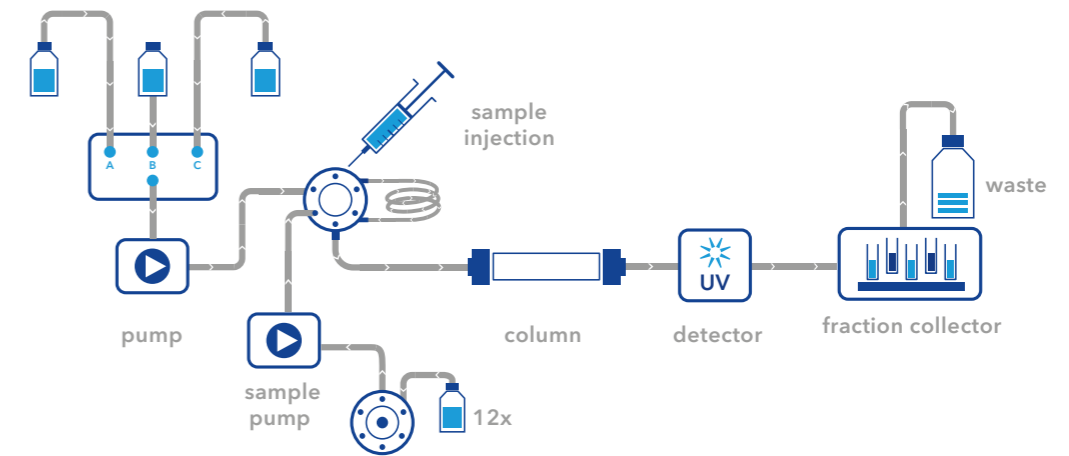 sample
injection
A
B
C
waste
UV
pump
column
detector
fraction collector
sample
pump
12x